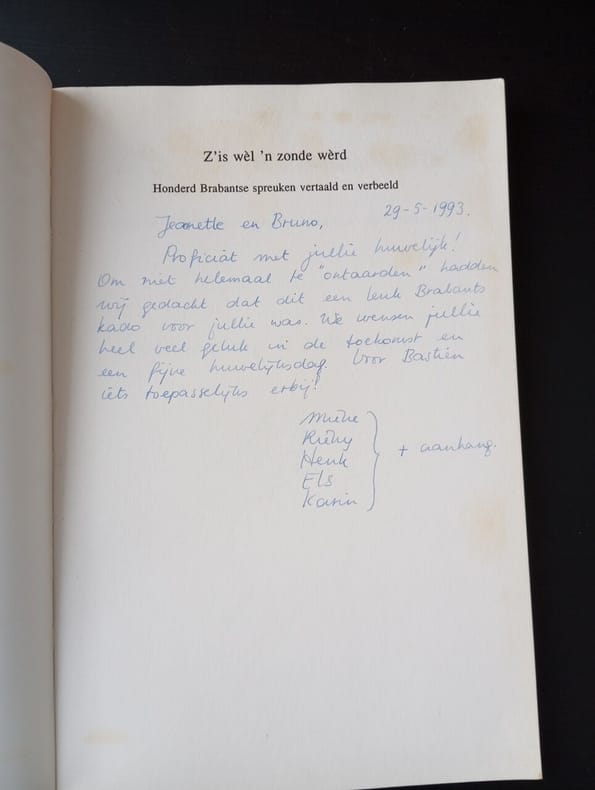 Z'is wèl 'n zonde wèrd
Honderd Brabantse spreuken vertaald en verbeeld
29-5-1993.
Jeanette en Bruno,
Proficiat met jullie huwelijk!
Om niet helemaal te "ontaarden" hadden
wij gedacht dat dit een leuk Brabants
kado voor jullie was. We wensen jullie
heel veel geluk in de toekomst en
een fijne huwelijksdag. Voor Bastien
iets toepasselijks erbij!
Mieke
Henk
Els
Karin
+ aanhang.